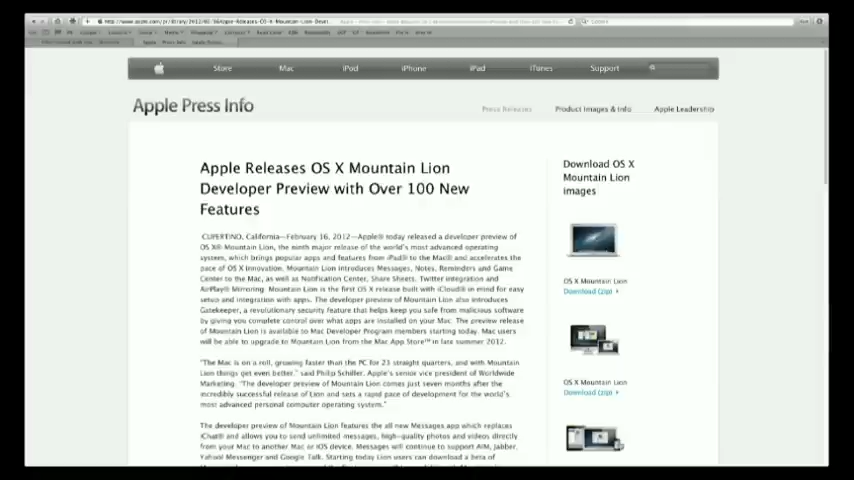 Store Mac iPod iPhone iPad iTunes Support
Apple Press Info
Press Releases Product Images & Info Apple Leadership
Apple Releases OS X Mountain Lion
Developer Preview with Over 100 New
Features
CUPERTINO, California—February 16, 2012—Apple® today released a developer preview of
OS X® Mountain Lion, the ninth major release of the world's most advanced operating
system, which brings popular apps and features from iPad® to the Mac® and accelerates the
pace of OS X innovation. Mountain Lion introduces Messages, Notes, Reminders and Game
Center to the Mac, as well as Notification Center, Share Sheets, Twitter integration and
AirPlay® Mirroring. Mountain Lion is the first OS X release built with iCloud® in mind for easy
setup and integration with apps. The developer preview of Mountain Lion also introduces
Gatekeeper, a revolutionary security feature that helps keep you safe from malicious software
by giving you complete control over what apps are installed on your Mac. The preview release
of Mountain Lion is available to Mac Developer Program members starting today. Mac users
will be able to upgrade to Mountain Lion from the Mac App Store™ in late summer 2012.
"The Mac is on a roll, growing faster than the PC for 23 straight quarters, and with Mountain
Lion things get even better," said Philip Schiller, Apple's senior vice president of Worldwide
Marketing. "The developer preview of Mountain Lion comes just seven months after the
incredibly successful release of Lion and sets a rapid pace of development for the world's
most advanced personal computer operating system."
The developer preview of Mountain Lion features the all new Messages app which replaces
iChat® and allows you to send unlimited messages, high-quality photos and videos directly
from your Mac to another Mac or iOS device. Messages will continue to support AIM, Jabber,
Yahoo! Messenger and Google Talk. Starting today Lion users can download a beta of
Download OS X
Mountain Lion
images
OS X Mountain Lion
Download (zip)
OS X Mountain Lion
Download (zip)